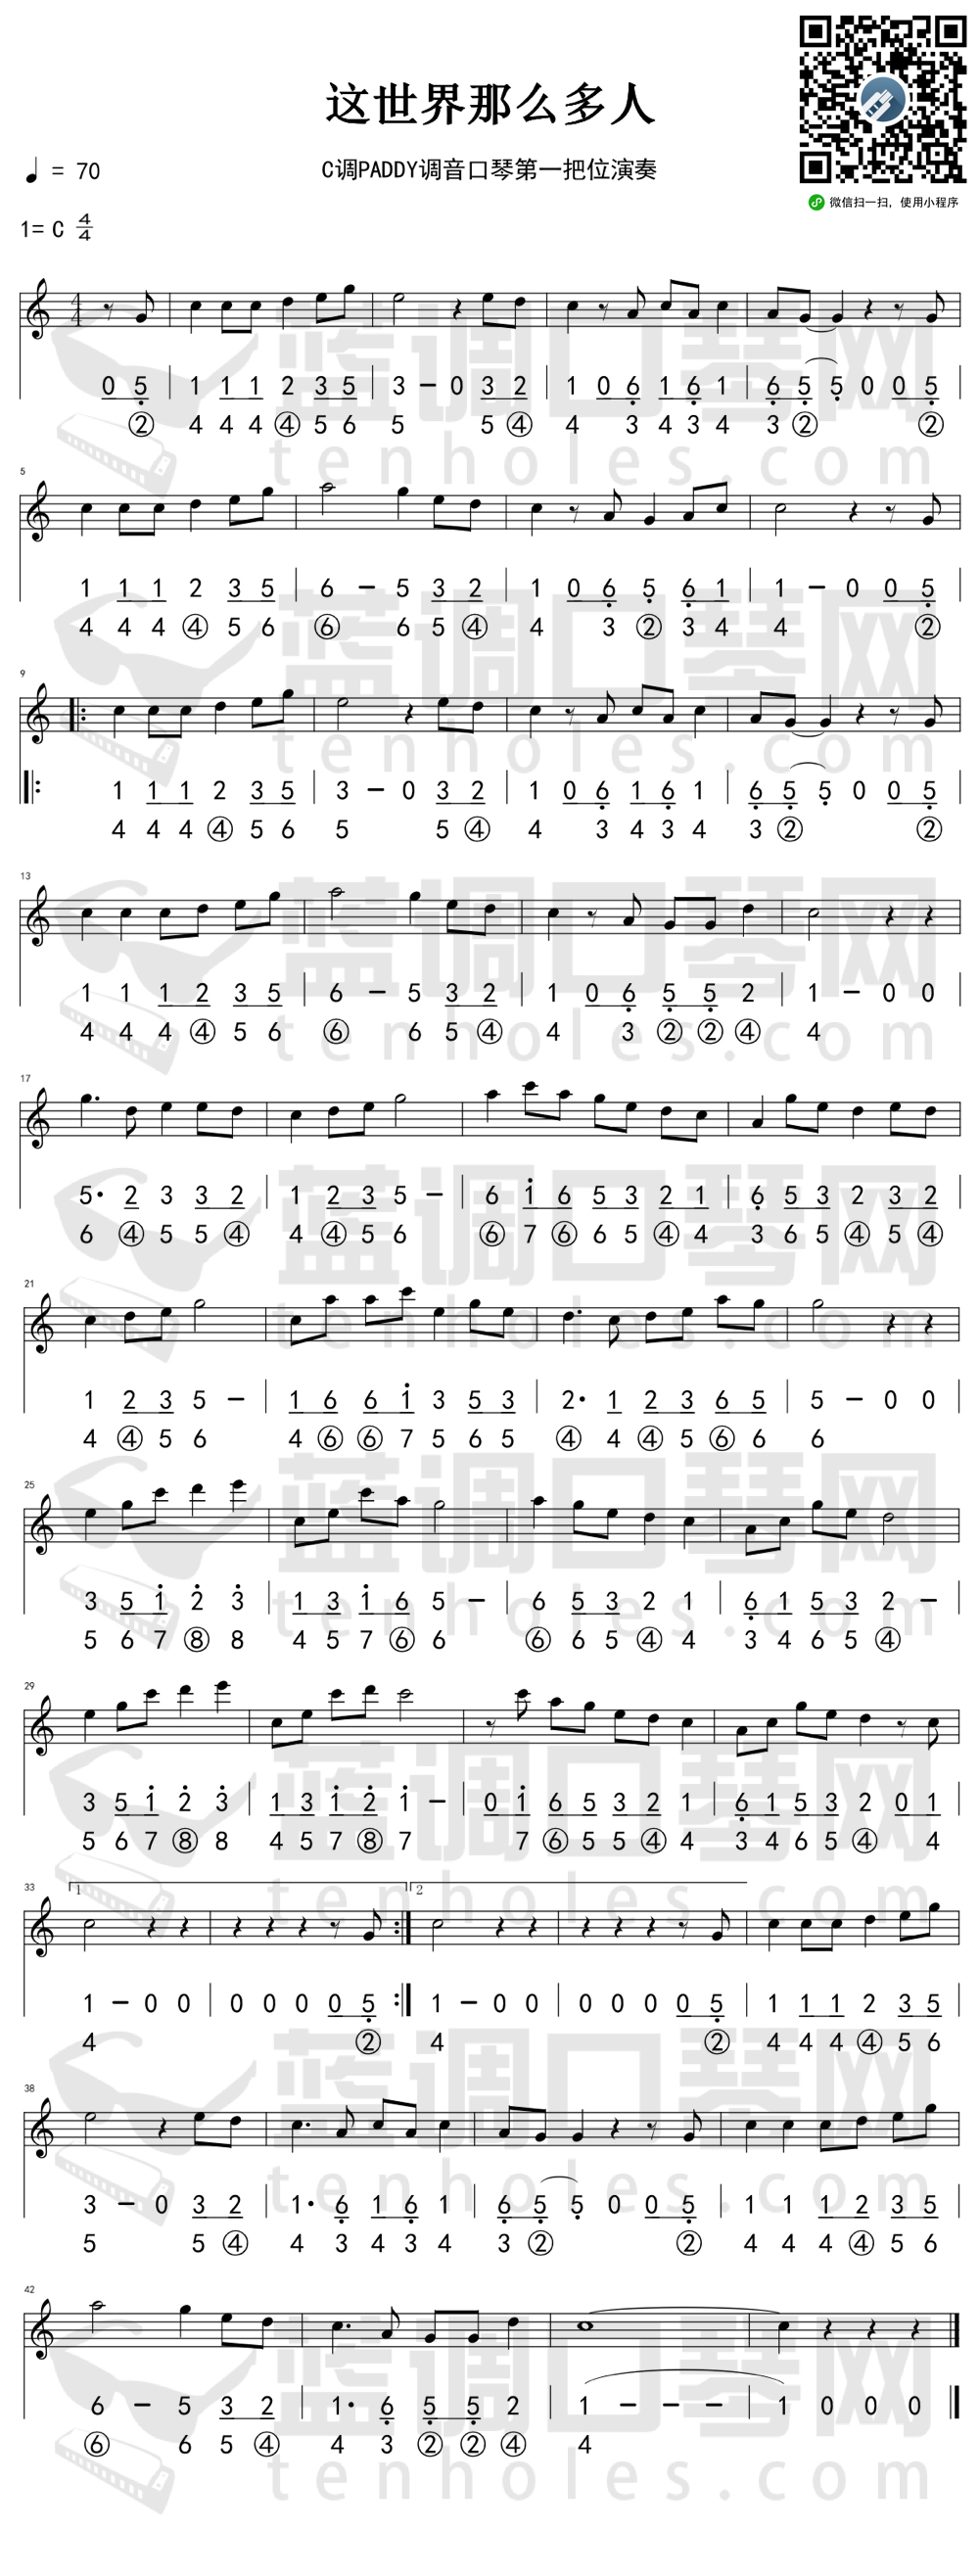 这世界那么多人
C调PADDY调音口琴第一把位演奏
♩ = 70
微信扫一扫，使用小程序
1= C 4/4
0 5̣ | 1 1 1 2 3 5 | 3 – 0 3 2 | 1 0 6̣ 1 6̣ 1 | 6̣ 5̣ 5̣ 0 0 5̣ |
② 4 4 4 ④ 5 6 5 5 ④ 4 3 4 3 4 3 ② ②
5
1 1 1 2 3 5 | 6 – 5 3 2 | 1 0 6̣ 5̣ 6̣ 1 | 1 – 0 0 5̣ |
4 4 4 ④ 5 6 ⑥ 6 5 ④ 4 3 ② 3 4 4 ②
9
1 1 1 2 3 5 | 3 – 0 3 2 | 1 0 6̣ 1 6̣ 1 | 6̣ 5̣ 5̣ 0 0 5̣ |
4 4 4 ④ 5 6 5 5 ④ 4 3 4 3 4 3 ② ②
13
1 1 1 2 3 5 | 6 – 5 3 2 | 1 0 6̣ 5̣ 5̣ 2 | 1 – 0 0 |
4 4 4 ④ 5 6 ⑥ 6 5 ④ 4 3 ② ② ④ 4
17
5· 2 3 3 2 | 1 2 3 5 – | 6 1̇ 6 5 3 2 1 | 6̣ 5 3 2 3 2 |
6 ④ 5 5 ④ 4 ④ 5 6 ⑥ 7 ⑥ 6 5 ④ 4 3 6 5 ④ 5 ④
21
1 2 3 5 – | 1 6 6 1̇ 3 5 3 | 2· 1 2 3 6 5 | 5 – 0 0 |
4 ④ 5 6 4 ⑥ ⑥ 7 5 6 5 ④ 4 ④ 5 ⑥ 6 6
25
3 5 1̇ 2̇ 3̇ | 1 3 1̇ 6 5 – | 6 5 3 2 1 | 6̣ 1 5 3 2 – |
5 6 7 ⑧ 8 4 5 7 ⑥ 6 ⑥ 6 5 ④ 4 3 4 6 5 ④
29
3 5 1̇ 2̇ 3̇ | 1 3 1̇ 2̇ 1̇ – | 0 1̇ 6 5 3 2 1 | 6̣ 1 5 3 2 0 1 |
5 6 7 ⑧ 8 4 5 7 ⑧ 7 7 ⑥ 5 5 ④ 4 3 4 6 5 ④ 4
33 1 2
1 – 0 0 | 0 0 0 0 5̣ :| 1 – 0 0 | 0 0 0 0 5̣ | 1 1 1 2 3 5 |
4 ② 4 ② 4 4 4 ④ 5 6
38
3 – 0 3 2 | 1· 6̣ 1 6̣ 1 | 6̣ 5̣ 5̣ 0 0 5̣ | 1 1 1 2 3 5 |
5 5 ④ 4 3 4 3 4 3 ② ② 4 4 4 ④ 5 6
42
6 – 5 3 2 | 1· 6̣ 5̣ 5̣ 2 | 1 – – – | 1 0 0 0
⑥ 6 5 ④ 4 3 ② ② ④ 4
蓝调口琴网
tenholes.com